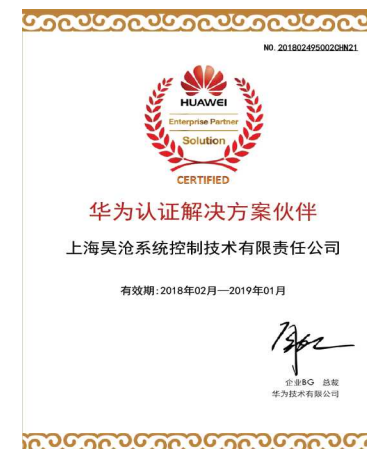 NO. 201802495002CHN21
HUAWEI
Enterprise Partner
Solution
CERTIFIED
华为认证解决方案伙伴
上海昊沧系统控制技术有限责任公司
有效期:2018年02月—2019年01月
企业BG 总裁
华为技术有限公司